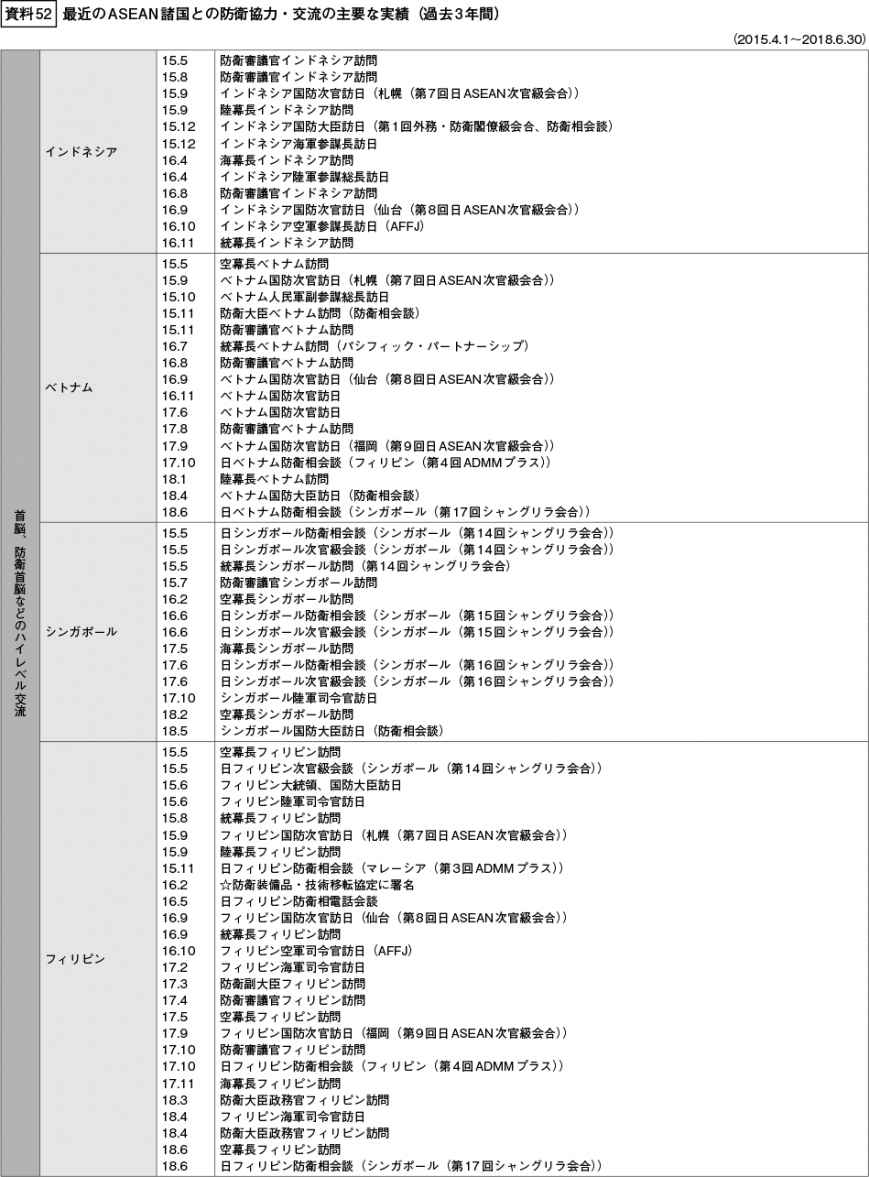 資料52 最近のASEAN諸国との防衛協力・交流の主要な実績（過去3年間）
（2015.4.1～2018.6.30）
首脳、防衛首脳などのハイレベル交流
インドネシア
15.5 防衛審議官インドネシア訪問
15.8 防衛審議官インドネシア訪問
15.9 インドネシア国防次官訪日（札幌（第7回日ASEAN次官級会合））
15.9 陸幕長インドネシア訪問
15.12 インドネシア国防大臣訪日（第1回外務・防衛閣僚級会合、防衛相会談）
15.12 インドネシア海軍参謀長訪日
16.4 海幕長インドネシア訪問
16.4 インドネシア陸軍参謀総長訪日
16.8 防衛審議官インドネシア訪問
16.9 インドネシア国防次官訪日（仙台（第8回日ASEAN次官級会合））
16.10 インドネシア空軍参謀長訪日（AFFJ）
16.11 統幕長インドネシア訪問
ベトナム
15.5 空幕長ベトナム訪問
15.9 ベトナム国防次官訪日（札幌（第7回日ASEAN次官級会合））
15.10 ベトナム人民軍副参謀総長訪日
15.11 防衛大臣ベトナム訪問（防衛相会談）
15.11 防衛審議官ベトナム訪問
16.7 統幕長ベトナム訪問（パシフィック・パートナーシップ）
16.8 防衛審議官ベトナム訪問
16.9 ベトナム国防次官訪日（仙台（第8回日ASEAN次官級会合））
16.11 ベトナム国防次官訪日
17.6 ベトナム国防次官訪日
17.8 防衛審議官ベトナム訪問
17.9 ベトナム国防次官訪日（福岡（第9回日ASEAN次官級会合））
17.10 日ベトナム防衛相会談（フィリピン（第4回ADMMプラス））
18.1 陸幕長ベトナム訪問
18.4 ベトナム国防大臣訪日（防衛相会談）
18.6 日ベトナム防衛相会談（シンガポール（第17回シャングリラ会合））
シンガポール
15.5 日シンガポール防衛相会談（シンガポール（第14回シャングリラ会合））
15.5 日シンガポール次官級会談（シンガポール（第14回シャングリラ会合））
15.5 統幕長シンガポール訪問（第14回シャングリラ会合）
15.7 防衛審議官シンガポール訪問
16.2 空幕長シンガポール訪問
16.6 日シンガポール防衛相会談（シンガポール（第15回シャングリラ会合））
16.6 日シンガポール次官級会談（シンガポール（第15回シャングリラ会合））
17.5 海幕長シンガポール訪問
17.6 日シンガポール防衛相会談（シンガポール（第16回シャングリラ会合））
17.6 日シンガポール次官級会談（シンガポール（第16回シャングリラ会合））
17.10 シンガポール陸軍司令官訪日
18.2 空幕長シンガポール訪問
18.5 シンガポール国防大臣訪日（防衛相会談）
フィリピン
15.5 空幕長フィリピン訪問
15.5 日フィリピン次官級会談（シンガポール（第14回シャングリラ会合））
15.6 フィリピン大統領、国防大臣訪日
15.6 フィリピン陸軍司令官訪日
15.8 統幕長フィリピン訪問
15.9 フィリピン国防次官訪日（札幌（第7回日ASEAN次官級会合））
15.9 陸幕長フィリピン訪問
15.11 日フィリピン防衛相会談（マレーシア（第3回ADMMプラス））
16.2 ☆防衛装備品・技術移転協定に署名
16.5 日フィリピン防衛相電話会談
16.9 フィリピン国防次官訪日（仙台（第8回日ASEAN次官級会合））
16.9 統幕長フィリピン訪問
16.10 フィリピン空軍司令官訪日（AFFJ）
17.2 フィリピン海軍司令官訪日
17.3 防衛副大臣フィリピン訪問
17.4 防衛審議官フィリピン訪問
17.5 空幕長フィリピン訪問
17.9 フィリピン国防次官訪日（福岡（第9回日ASEAN次官級会合））
17.10 防衛審議官フィリピン訪問
17.10 日フィリピン防衛相会談（フィリピン（第4回ADMMプラス））
17.11 海幕長フィリピン訪問
18.3 防衛大臣政務官フィリピン訪問
18.4 フィリピン海軍司令官訪日
18.4 防衛大臣政務官フィリピン訪問
18.6 空幕長フィリピン訪問
18.6 日フィリピン防衛相会談（シンガポール（第17回シャングリラ会合））